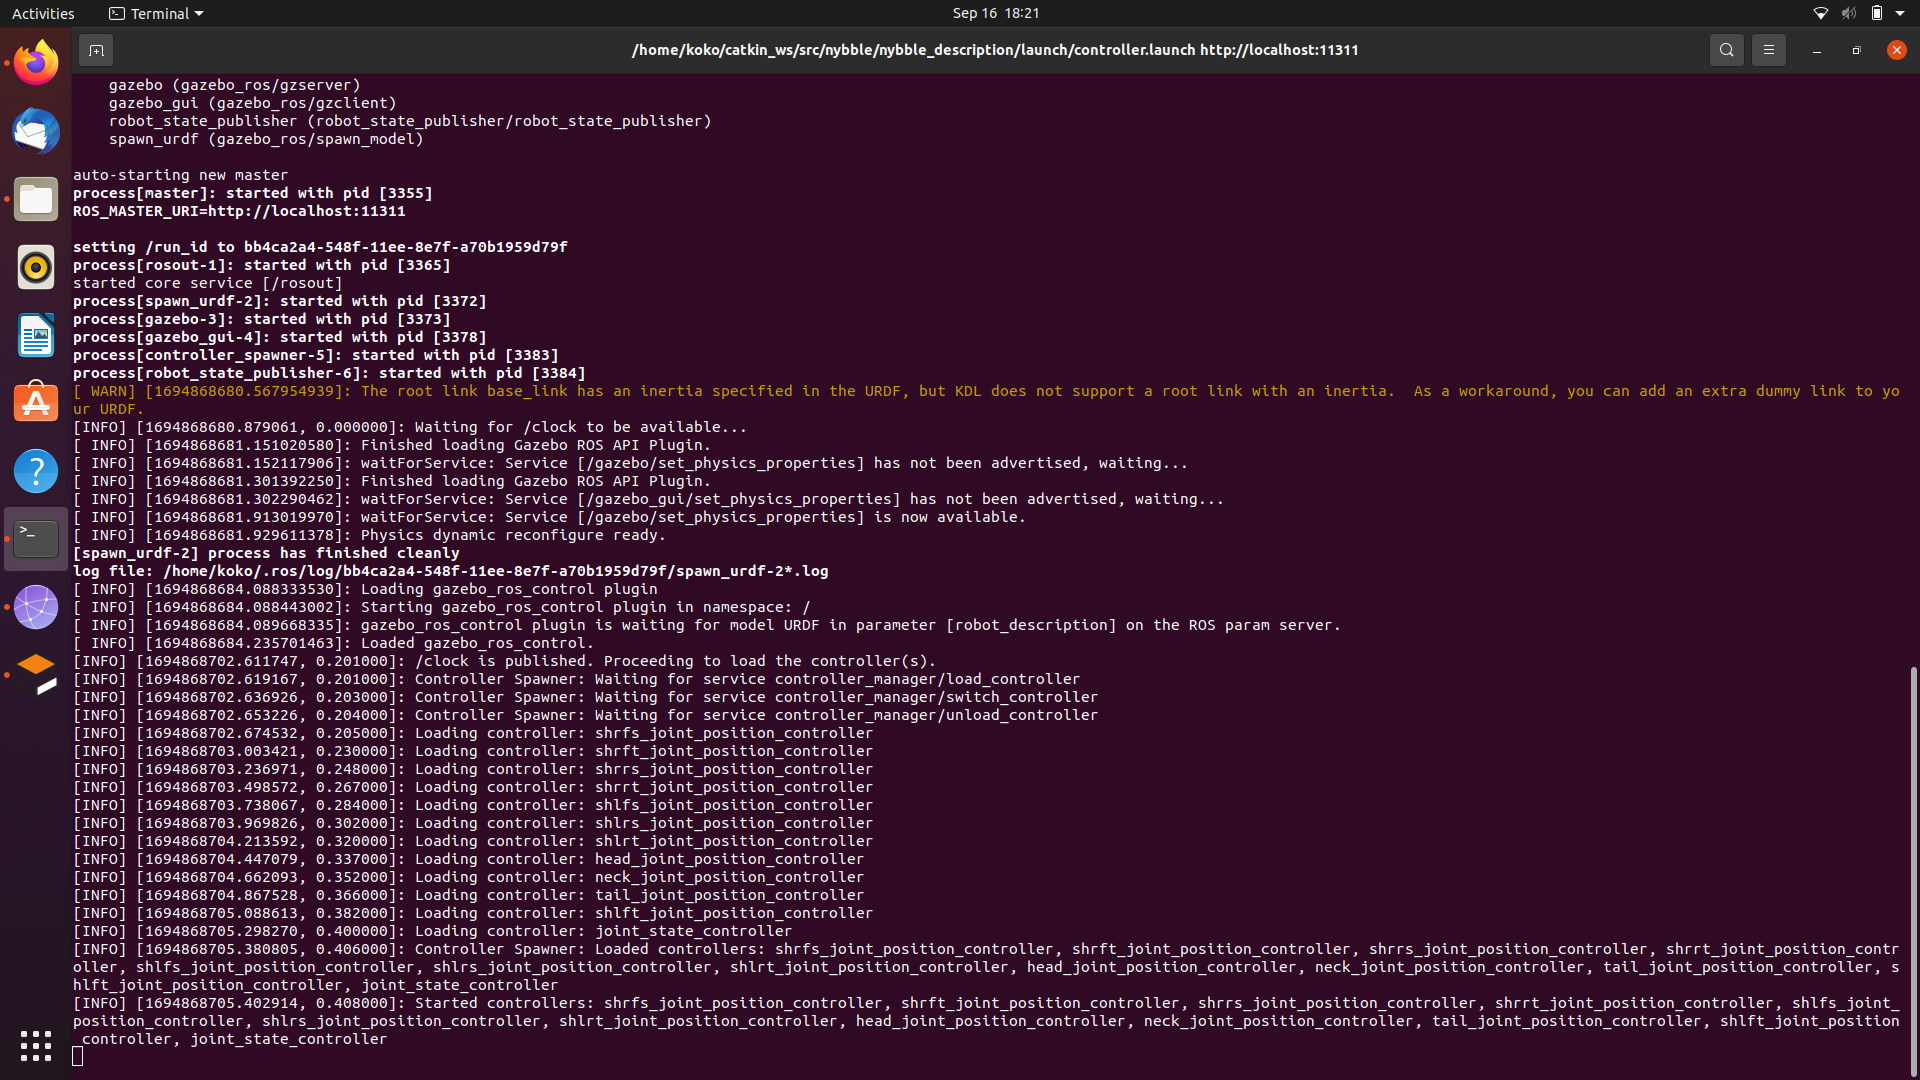 Activities
Terminal
Sep 16 18:21
/home/koko/catkin_ws/src/nybble/nybble_description/launch/controller.launch http://localhost:11311
gazebo (gazebo_ros/gzserver)
gazebo_gui (gazebo_ros/gzclient)
robot_state_publisher (robot_state_publisher/robot_state_publisher)
spawn_urdf (gazebo_ros/spawn_model)
auto-starting new master
process[master]: started with pid [3355]
ROS_MASTER_URI=http://localhost:11311
setting /run_id to bb4ca2a4-548f-11ee-8e7f-a70b1959d79f
process[rosout-1]: started with pid [3365]
started core service [/rosout]
process[spawn_urdf-2]: started with pid [3372]
process[gazebo-3]: started with pid [3373]
process[gazebo_gui-4]: started with pid [3378]
process[controller_spawner-5]: started with pid [3383]
process[robot_state_publisher-6]: started with pid [3384]
[ WARN] [1694868680.567954939]: The root link base_link has an inertia specified in the URDF, but KDL does not support a root link with an inertia.  As a workaround, you can add an extra dummy link to yo
ur URDF.
[INFO] [1694868680.879061, 0.000000]: Waiting for /clock to be available...
[ INFO] [1694868681.151020580]: Finished loading Gazebo ROS API Plugin.
[ INFO] [1694868681.152117906]: waitForService: Service [/gazebo/set_physics_properties] has not been advertised, waiting...
[ INFO] [1694868681.301392250]: Finished loading Gazebo ROS API Plugin.
[ INFO] [1694868681.302290462]: waitForService: Service [/gazebo_gui/set_physics_properties] has not been advertised, waiting...
[ INFO] [1694868681.913019970]: waitForService: Service [/gazebo/set_physics_properties] is now available.
[ INFO] [1694868681.929611378]: Physics dynamic reconfigure ready.
[spawn_urdf-2] process has finished cleanly
log file: /home/koko/.ros/log/bb4ca2a4-548f-11ee-8e7f-a70b1959d79f/spawn_urdf-2*.log
[ INFO] [1694868684.088333530]: Loading gazebo_ros_control plugin
[ INFO] [1694868684.088443002]: Starting gazebo_ros_control plugin in namespace: /
[ INFO] [1694868684.089668335]: gazebo_ros_control plugin is waiting for model URDF in parameter [robot_description] on the ROS param server.
[ INFO] [1694868684.235701463]: Loaded gazebo_ros_control.
[INFO] [1694868702.611747, 0.201000]: /clock is published. Proceeding to load the controller(s).
[INFO] [1694868702.619167, 0.201000]: Controller Spawner: Waiting for service controller_manager/load_controller
[INFO] [1694868702.636926, 0.203000]: Controller Spawner: Waiting for service controller_manager/switch_controller
[INFO] [1694868702.653226, 0.204000]: Controller Spawner: Waiting for service controller_manager/unload_controller
[INFO] [1694868702.674532, 0.205000]: Loading controller: shrfs_joint_position_controller
[INFO] [1694868703.003421, 0.230000]: Loading controller: shrft_joint_position_controller
[INFO] [1694868703.236971, 0.248000]: Loading controller: shrrs_joint_position_controller
[INFO] [1694868703.498572, 0.267000]: Loading controller: shrrt_joint_position_controller
[INFO] [1694868703.738067, 0.284000]: Loading controller: shlfs_joint_position_controller
[INFO] [1694868703.969826, 0.302000]: Loading controller: shlrs_joint_position_controller
[INFO] [1694868704.213592, 0.320000]: Loading controller: shlrt_joint_position_controller
[INFO] [1694868704.447079, 0.337000]: Loading controller: head_joint_position_controller
[INFO] [1694868704.662093, 0.352000]: Loading controller: neck_joint_position_controller
[INFO] [1694868704.867528, 0.366000]: Loading controller: tail_joint_position_controller
[INFO] [1694868705.088613, 0.382000]: Loading controller: shlft_joint_position_controller
[INFO] [1694868705.298270, 0.400000]: Loading controller: joint_state_controller
[INFO] [1694868705.380805, 0.406000]: Controller Spawner: Loaded controllers: shrfs_joint_position_controller, shrft_joint_position_controller, shrrs_joint_position_controller, shrrt_joint_position_contr
oller, shlfs_joint_position_controller, shlrs_joint_position_controller, shlrt_joint_position_controller, head_joint_position_controller, neck_joint_position_controller, tail_joint_position_controller, s
hlft_joint_position_controller, joint_state_controller
[INFO] [1694868705.402914, 0.408000]: Started controllers: shrfs_joint_position_controller, shrft_joint_position_controller, shrrs_joint_position_controller, shrrt_joint_position_controller, shlfs_joint_
position_controller, shlrs_joint_position_controller, shlrt_joint_position_controller, head_joint_position_controller, neck_joint_position_controller, tail_joint_position_controller, shlft_joint_position
_controller, joint_state_controller